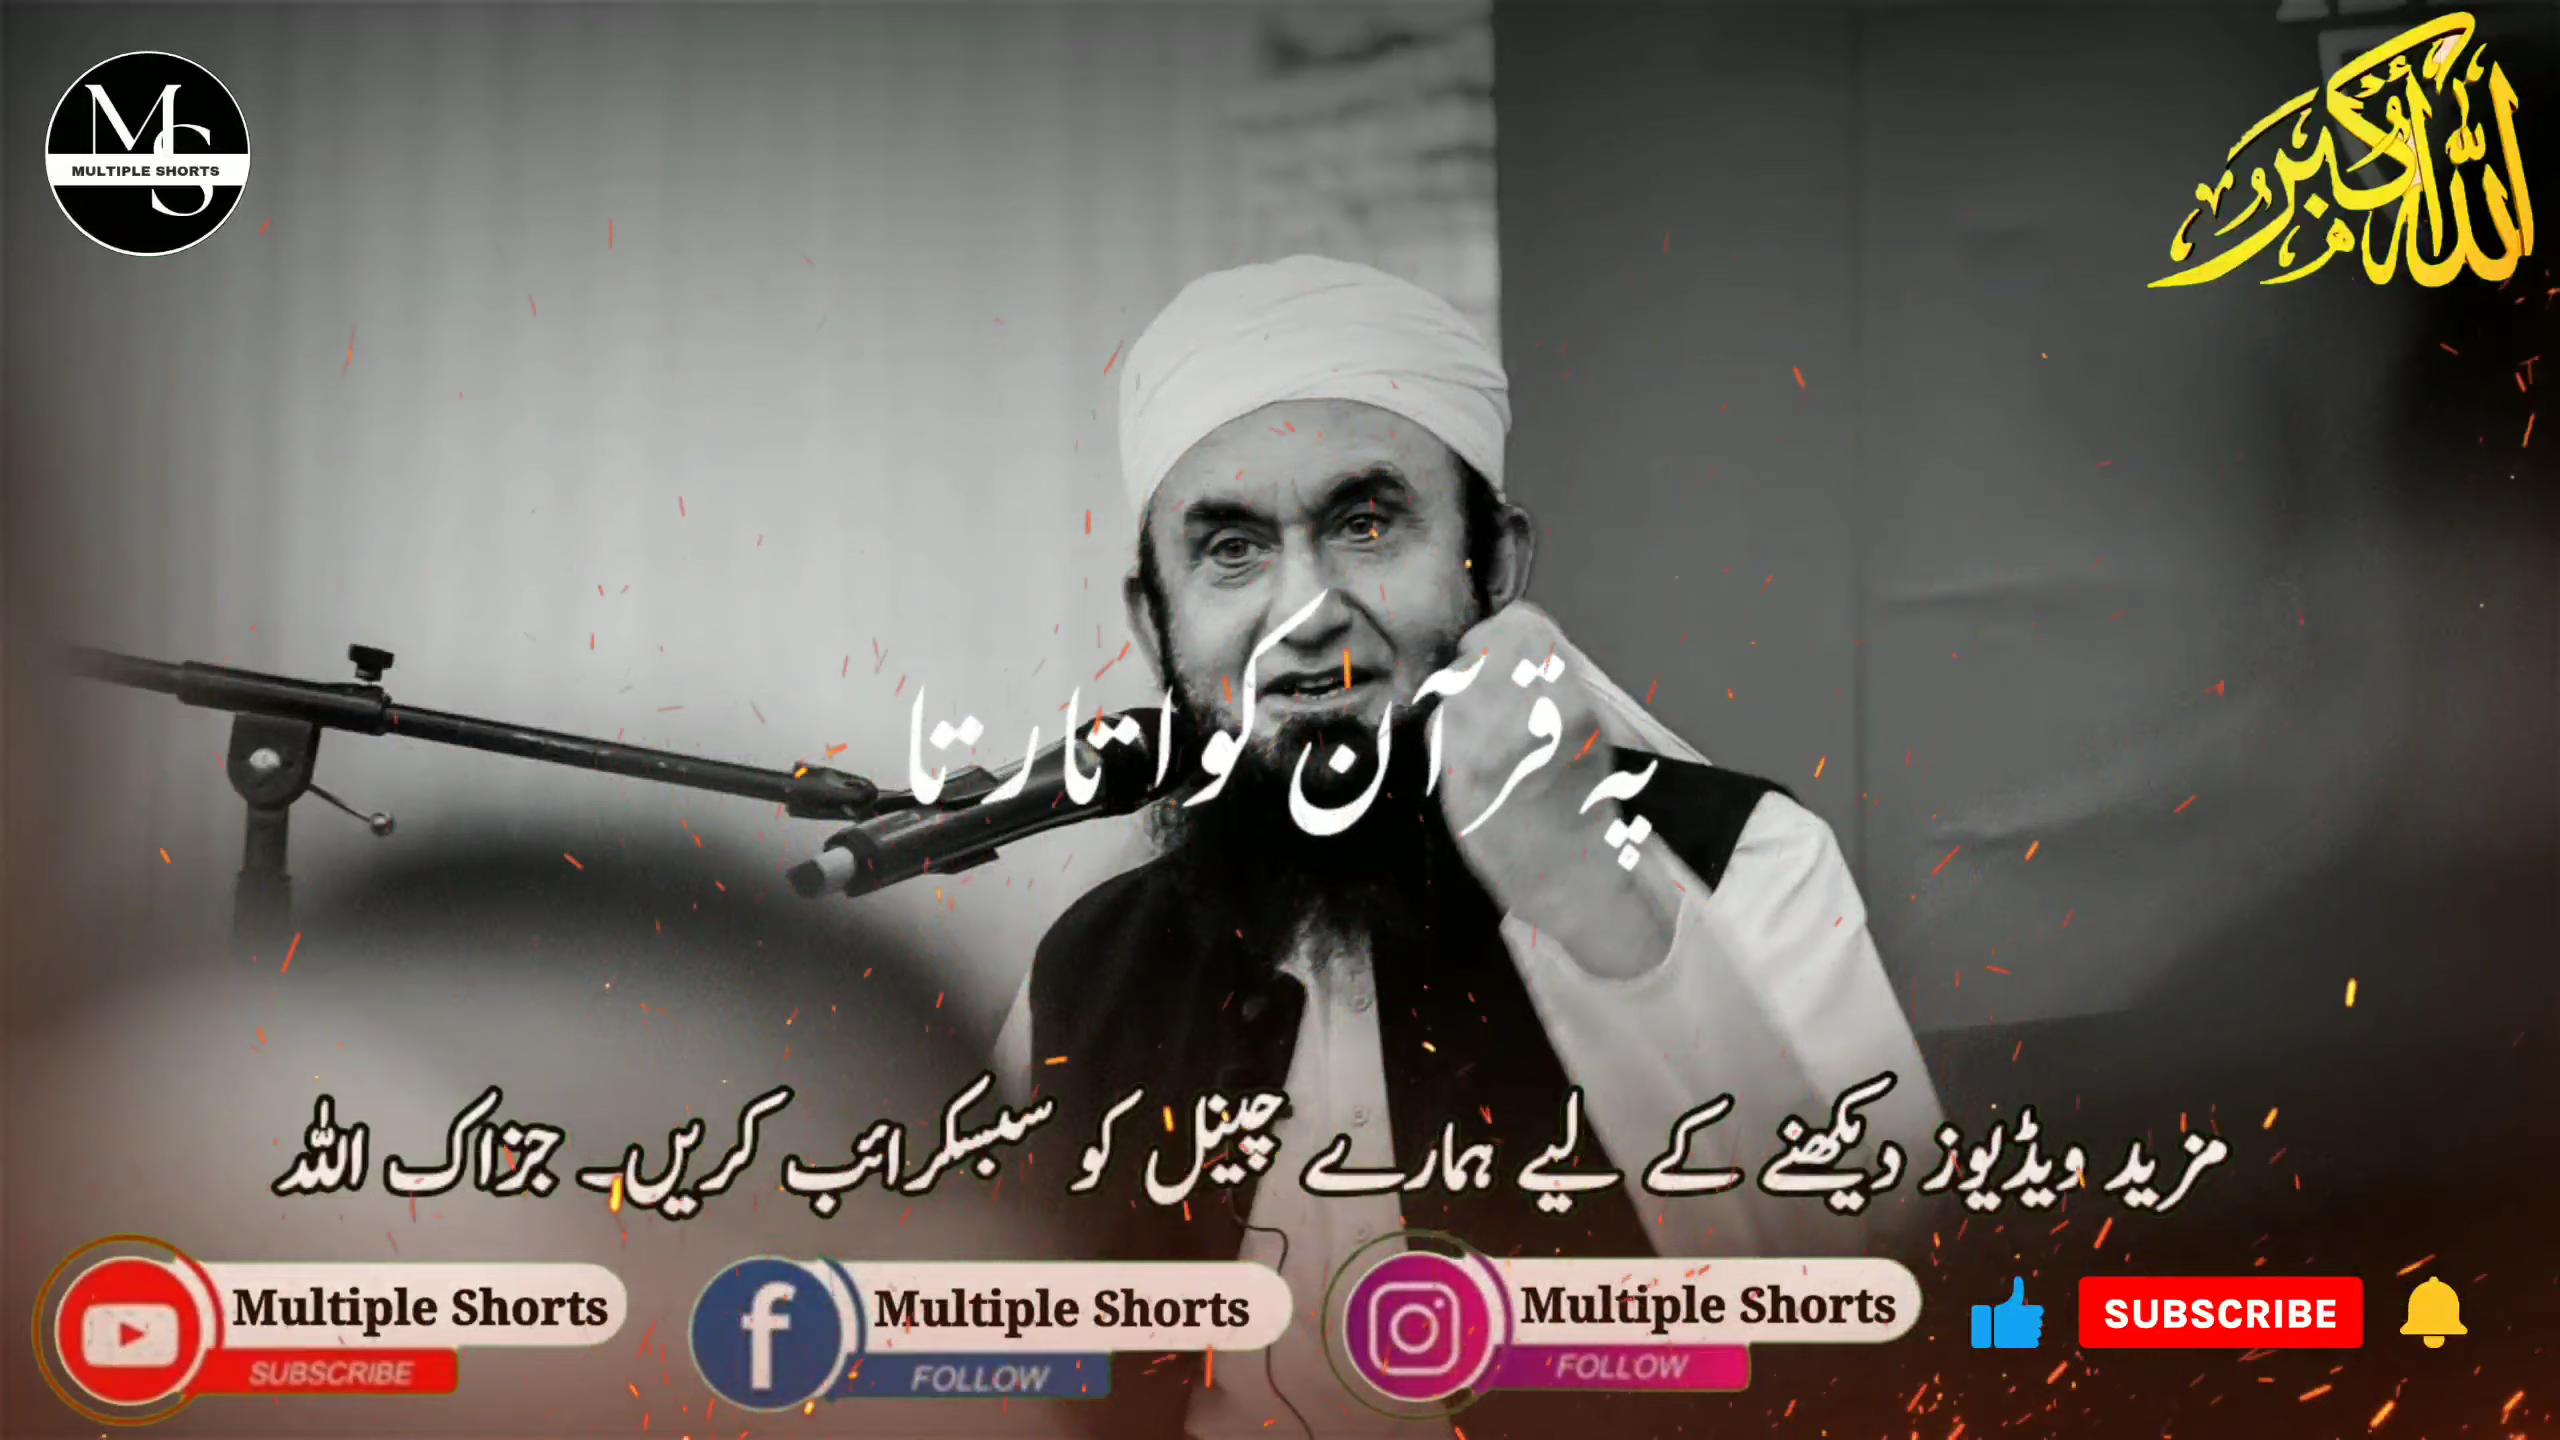 MS
MULTIPLE SHORTS
الله أكبر
پہ قرآن کو اتارتا
مزید ویڈیوز دیکھنے کے لیے ہمارے چینل کو سبسکرائب کریں۔ جزاک اللہ
Multiple Shorts
SUBSCRIBE
Multiple Shorts
FOLLOW
Multiple Shorts
FOLLOW
SUBSCRIBE